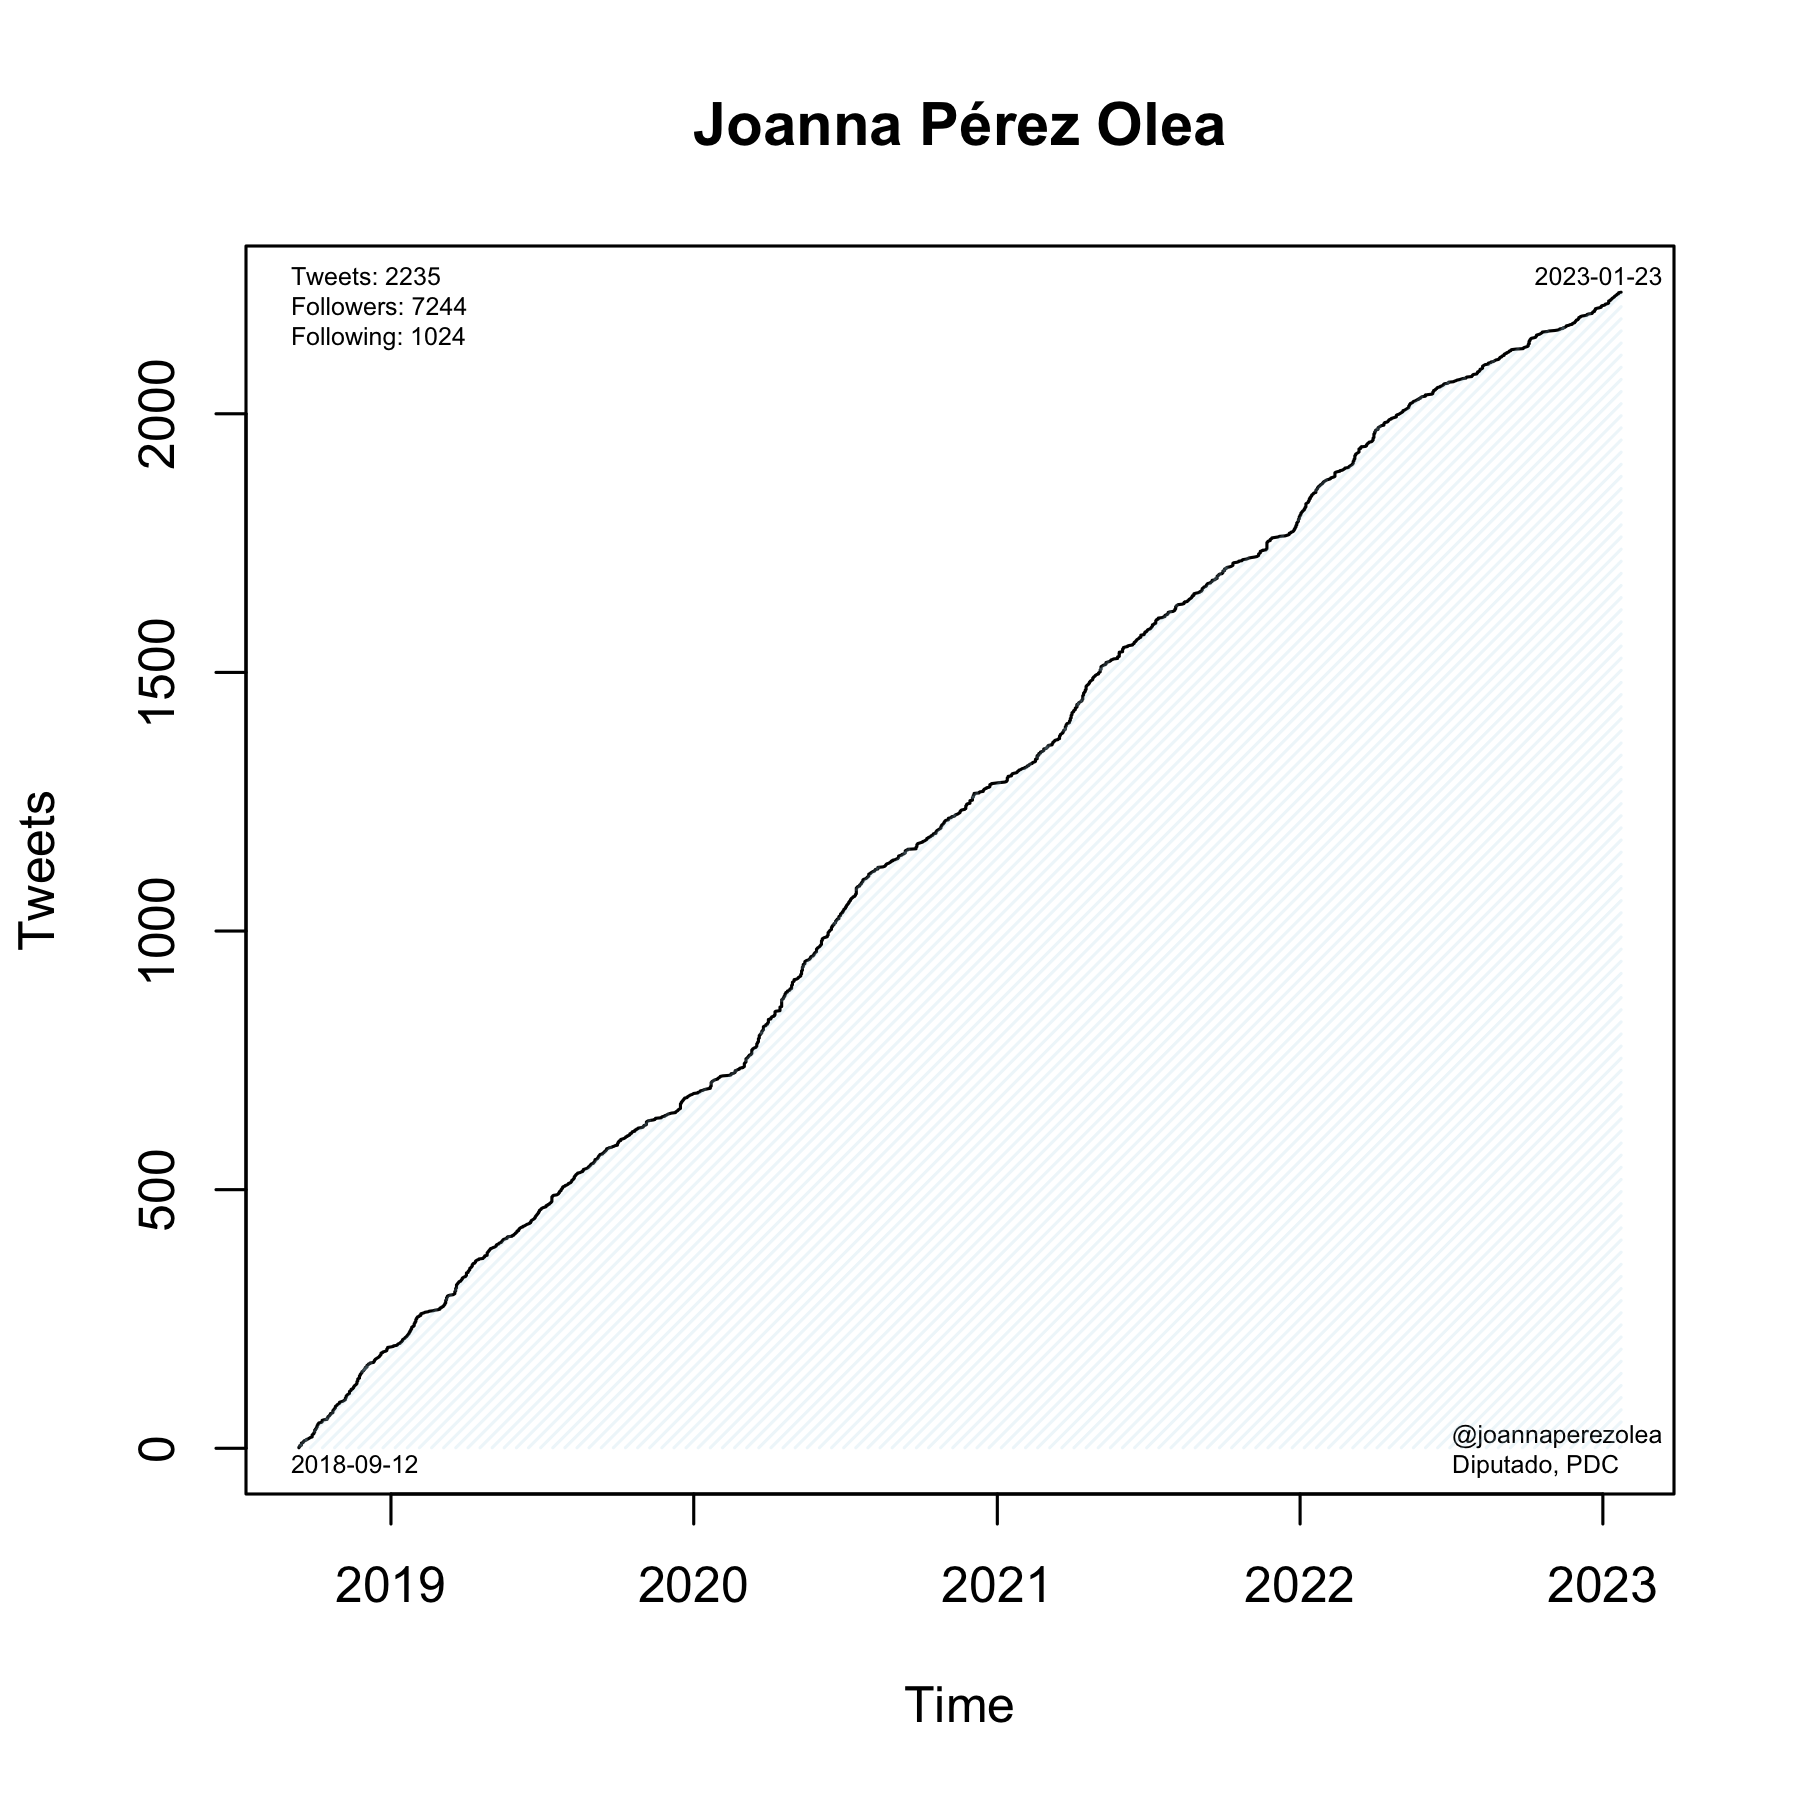 Joanna Pérez Olea
Tweets: 2235
Followers: 7244
Following: 1024
2023-01-23
Tweets
2000
1500
1000
500
0
2018-09-12
@joannaperezolea
Diputado, PDC
2019 2020 2021 2022 2023
Time